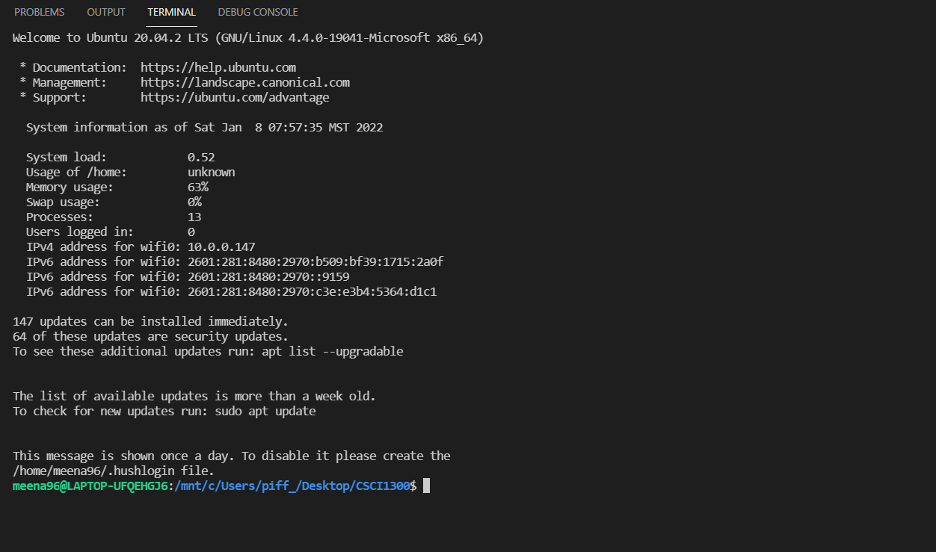 PROBLEMS OUTPUT TERMINAL DEBUG CONSOLE
Welcome to Ubuntu 20.04.2 LTS (GNU/Linux 4.4.0-19041-Microsoft x86_64)
* Documentation: https://help.ubuntu.com
* Management: https://landscape.canonical.com
* Support: https://ubuntu.com/advantage
System information as of Sat Jan 8 07:57:35 MST 2022
System load: 0.52
Usage of /home: unknown
Memory usage: 63%
Swap usage: 0%
Processes: 13
Users logged in: 0
IPv4 address for wifi0: 10.0.0.147
IPv6 address for wifi0: 2601:281:8480:2970:b509:bf39:1715:2a0f
IPv6 address for wifi0: 2601:281:8480:2970::9159
IPv6 address for wifi0: 2601:281:8480:2970:c3e:e3b4:5364:d1c1
147 updates can be installed immediately.
64 of these updates are security updates.
To see these additional updates run: apt list --upgradable
The list of available updates is more than a week old.
To check for new updates run: sudo apt update
This message is shown once a day. To disable it please create the
/home/meena96/.hushlogin file.
meena96@LAPTOP-UFQEHGJ6:/mnt/c/Users/piff_/Desktop/CSCI1300$